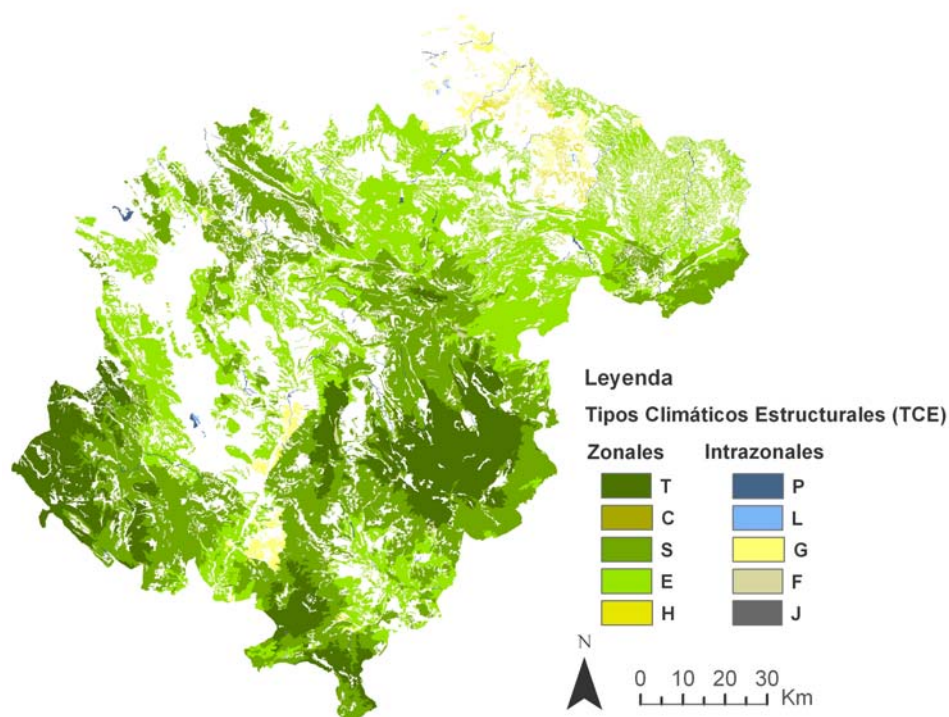 Leyenda
Tipos Climáticos Estructurales (TCE)
Zonales Intrazonales
T P
C L
S G
E F
H J
N
0 10 20 30
Km